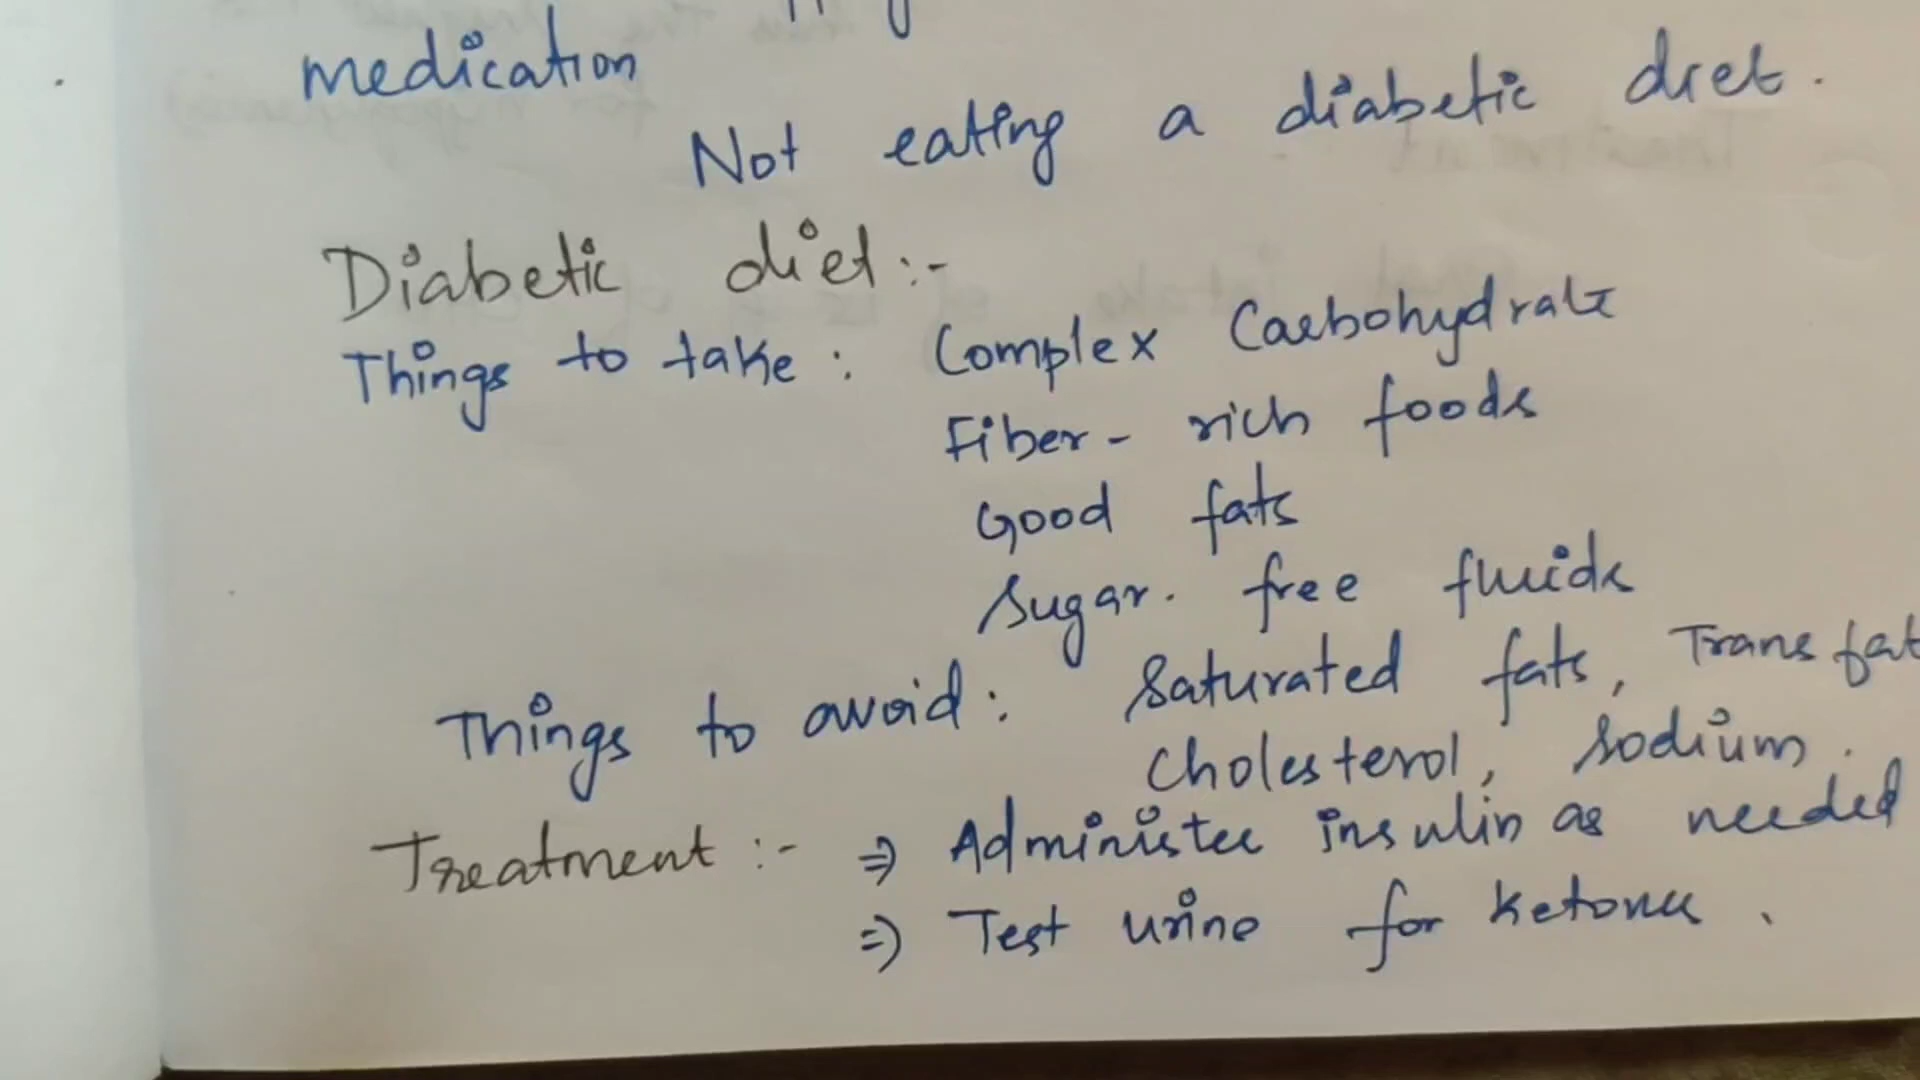 medication
Not eating a diabetic diet.
Diabetic diet :-
Things to take : Complex Carbohydrate
Fiber - rich foods
Good fats
Sugar. free fluids
Things to avoid : Saturated fats, Trans fat
Cholesterol, sodium.
Treatment :- ⇒ Administer insulin as needed
⇒ Test urine for ketones.